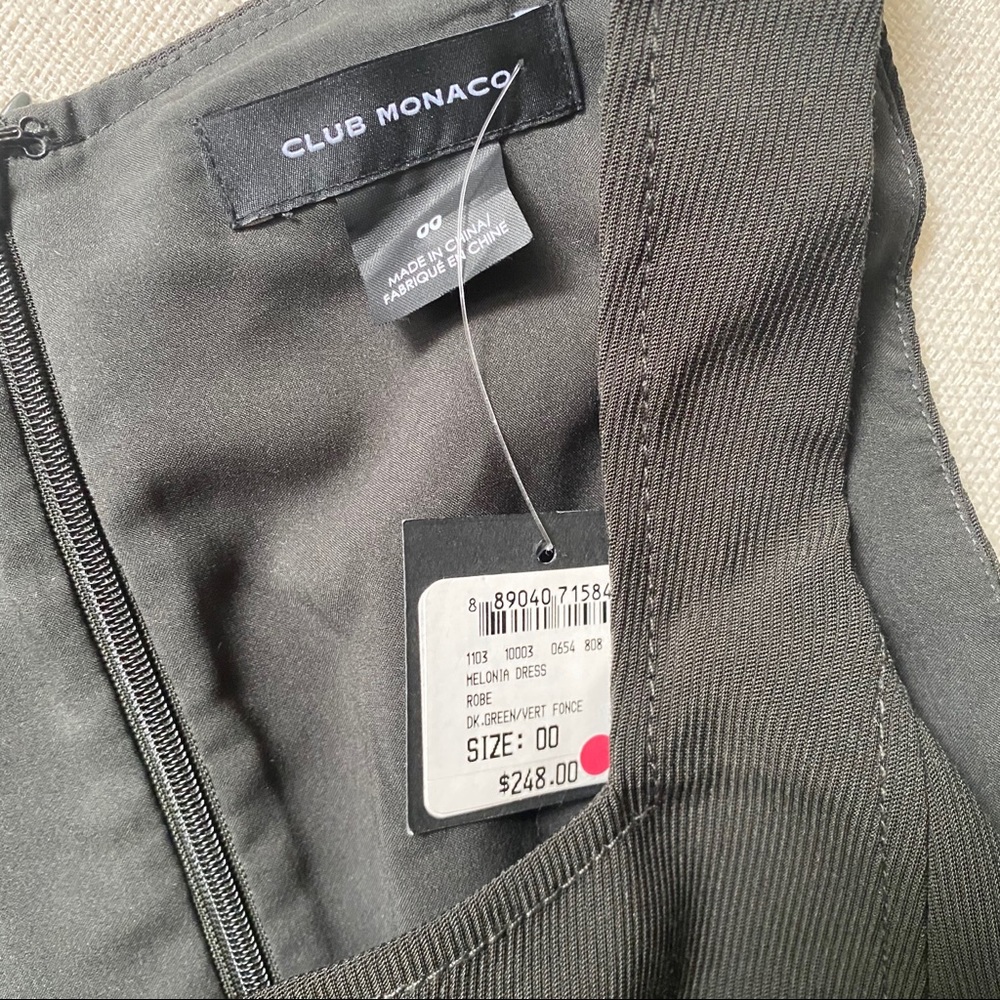 CLUB MONACO
00
MADE IN CHINA/
FABRIQUÉ EN CHINE
8 89040 71584
1103 10003 0654 808
MELONIA DRESS
ROBE
DK.GREEN/VERT FONCE
SIZE: 00
$248.00